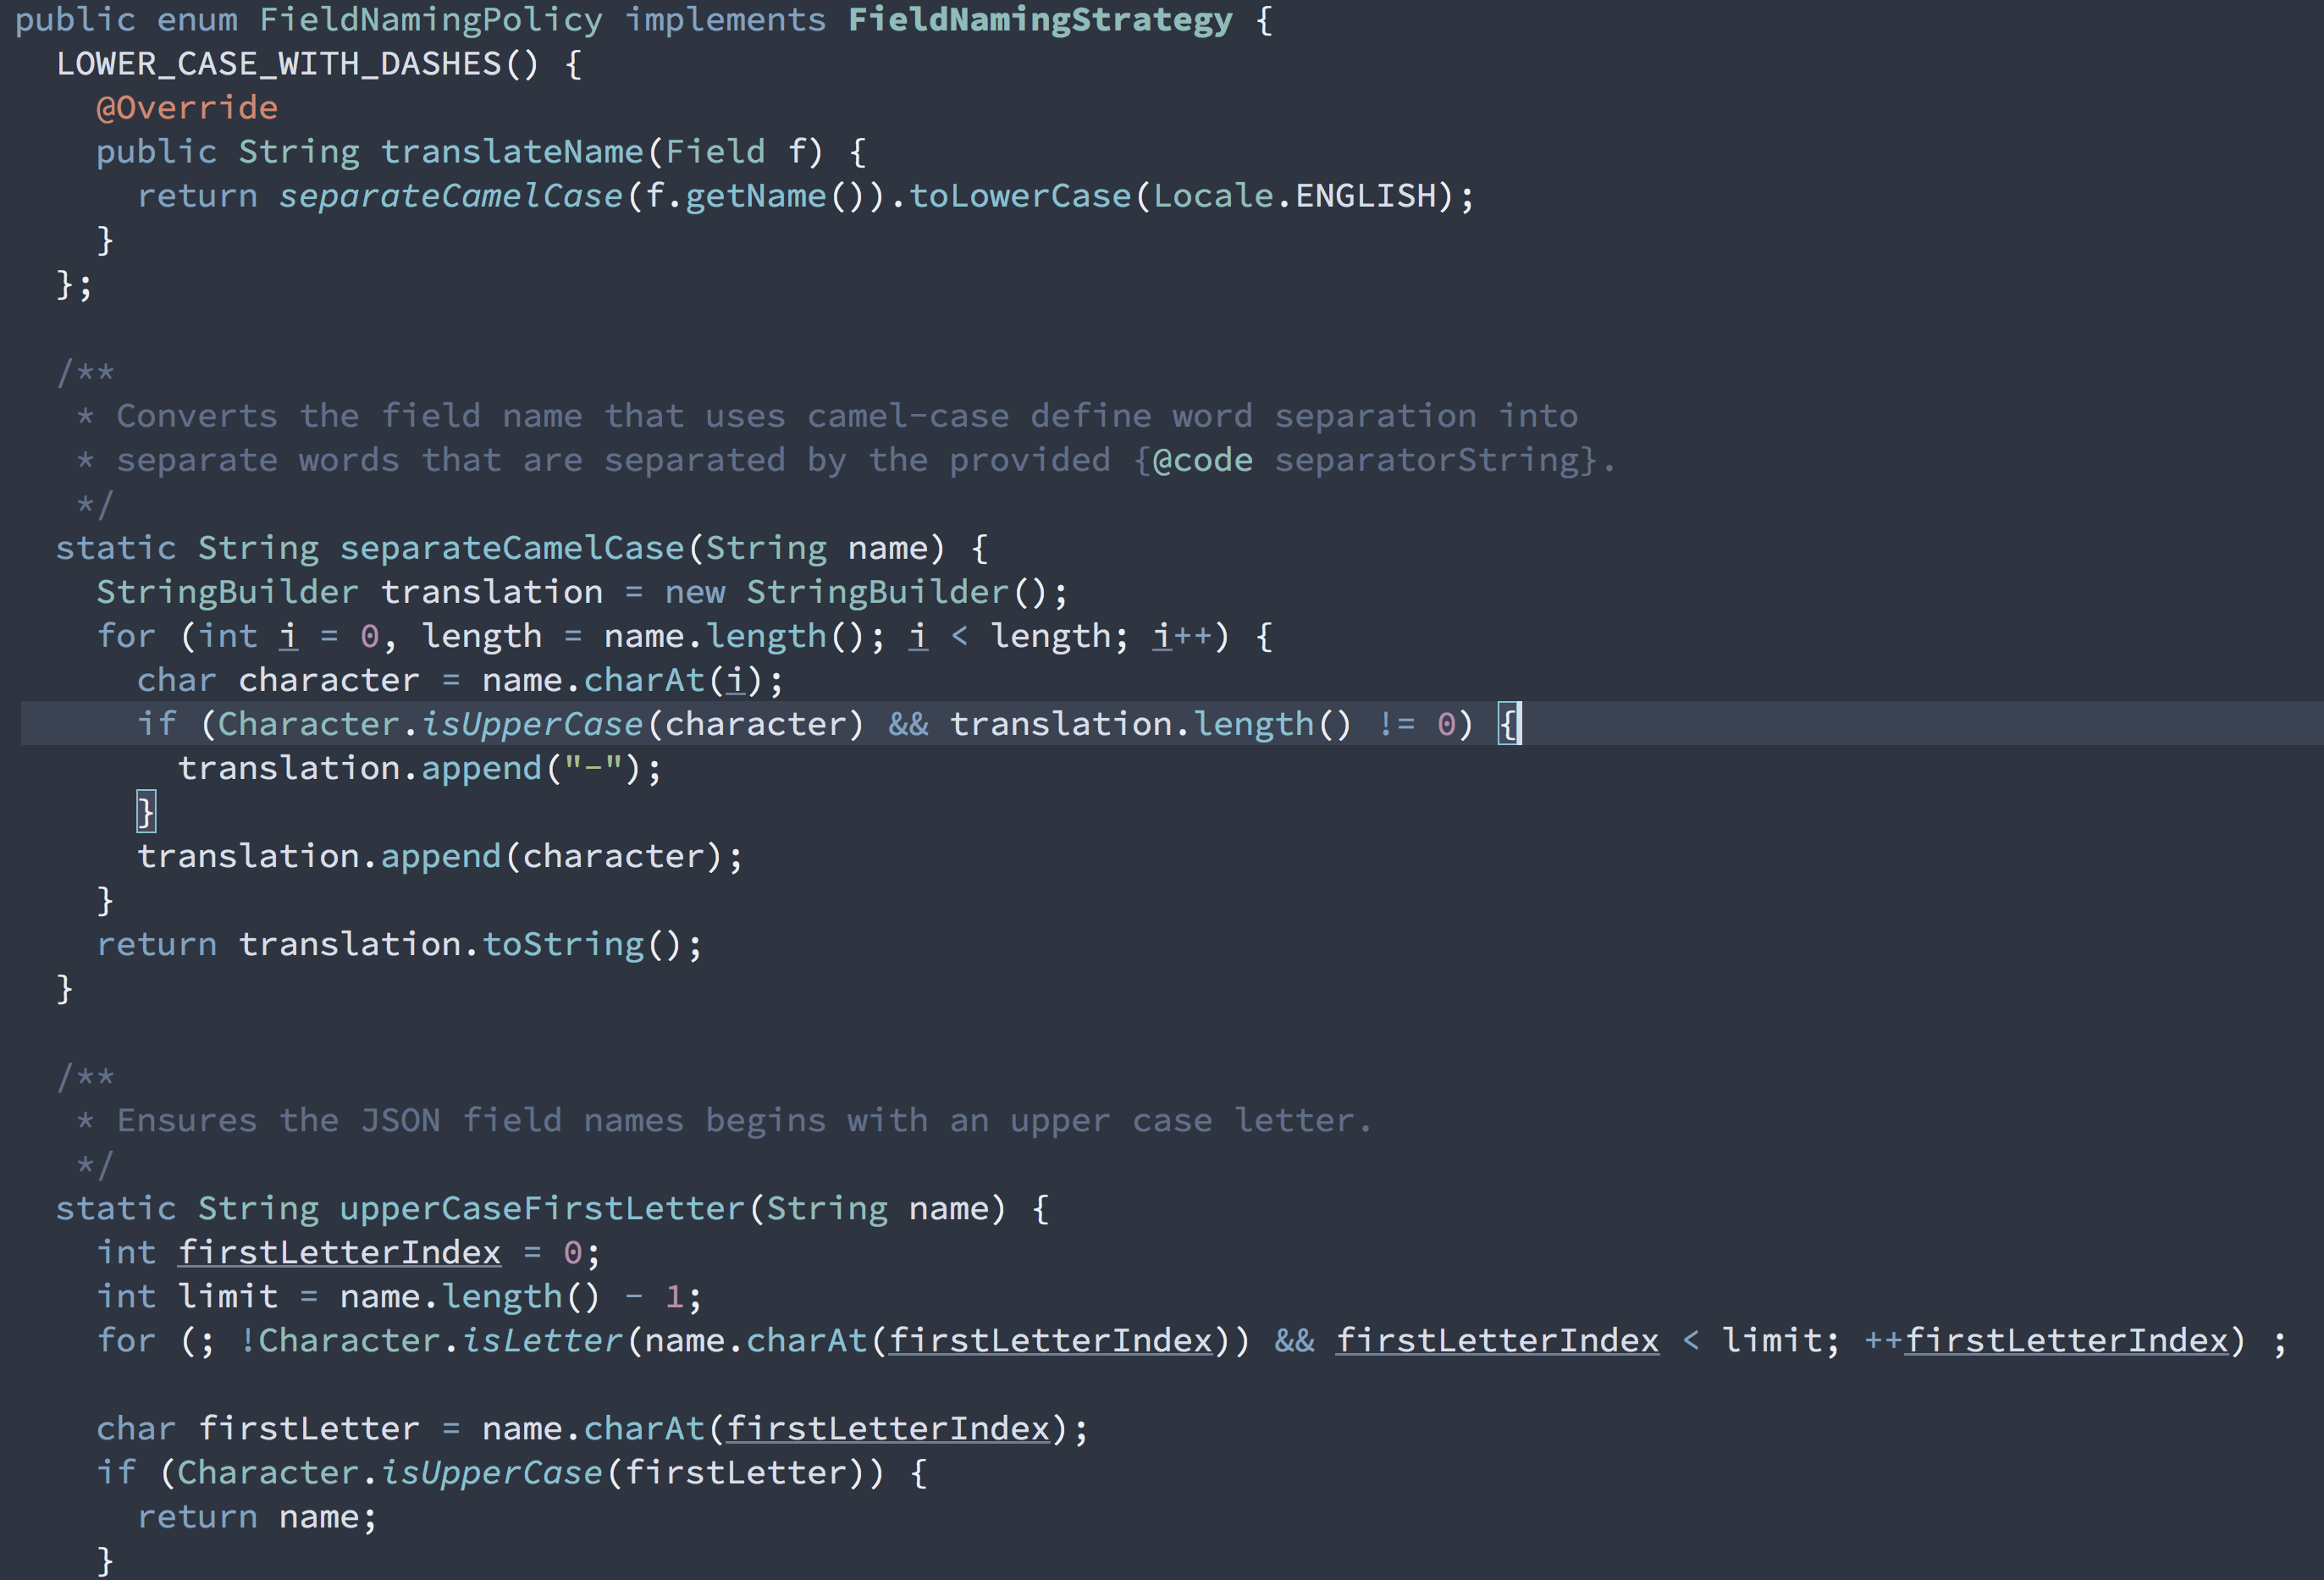 public enum FieldNamingPolicy implements FieldNamingStrategy {
  LOWER_CASE_WITH_DASHES() {
    @Override
    public String translateName(Field f) {
      return separateCamelCase(f.getName()).toLowerCase(Locale.ENGLISH);
    }
  };

  /**
   * Converts the field name that uses camel-case define word separation into
   * separate words that are separated by the provided {@code separatorString}.
   */
  static String separateCamelCase(String name) {
    StringBuilder translation = new StringBuilder();
    for (int i = 0, length = name.length(); i < length; i++) {
      char character = name.charAt(i);
      if (Character.isUpperCase(character) && translation.length() != 0) {
        translation.append("-");
      }
      translation.append(character);
    }
    return translation.toString();
  }

  /**
   * Ensures the JSON field names begins with an upper case letter.
   */
  static String upperCaseFirstLetter(String name) {
    int firstLetterIndex = 0;
    int limit = name.length() - 1;
    for (; !Character.isLetter(name.charAt(firstLetterIndex)) && firstLetterIndex < limit; ++firstLetterIndex) ;

    char firstLetter = name.charAt(firstLetterIndex);
    if (Character.isUpperCase(firstLetter)) {
      return name;
    }